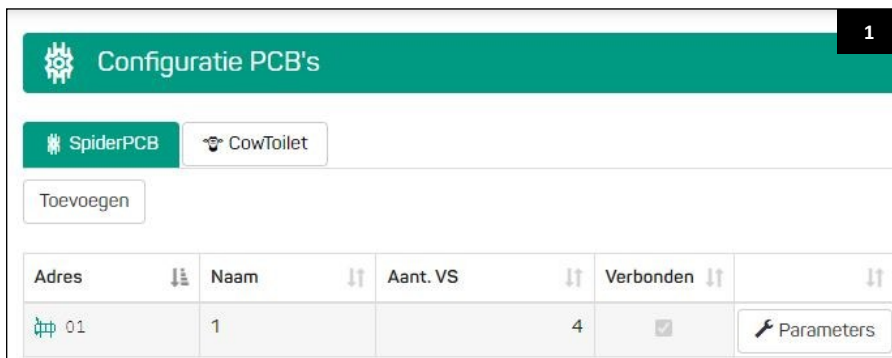 1
Configuratie PCB's
SpiderPCB CowToilet
Toevoegen
Adres Naam Aant. VS Verbonden
01 1 4 Parameters